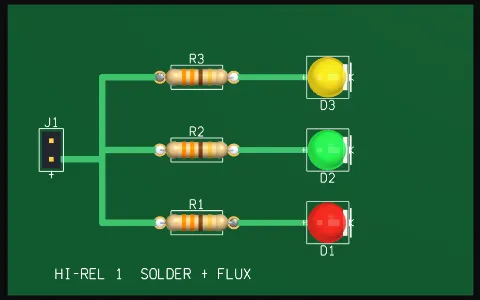 R3
D3
J1
R2
+
D2
R1
D1
HI-REL 1 SOLDER + FLUX